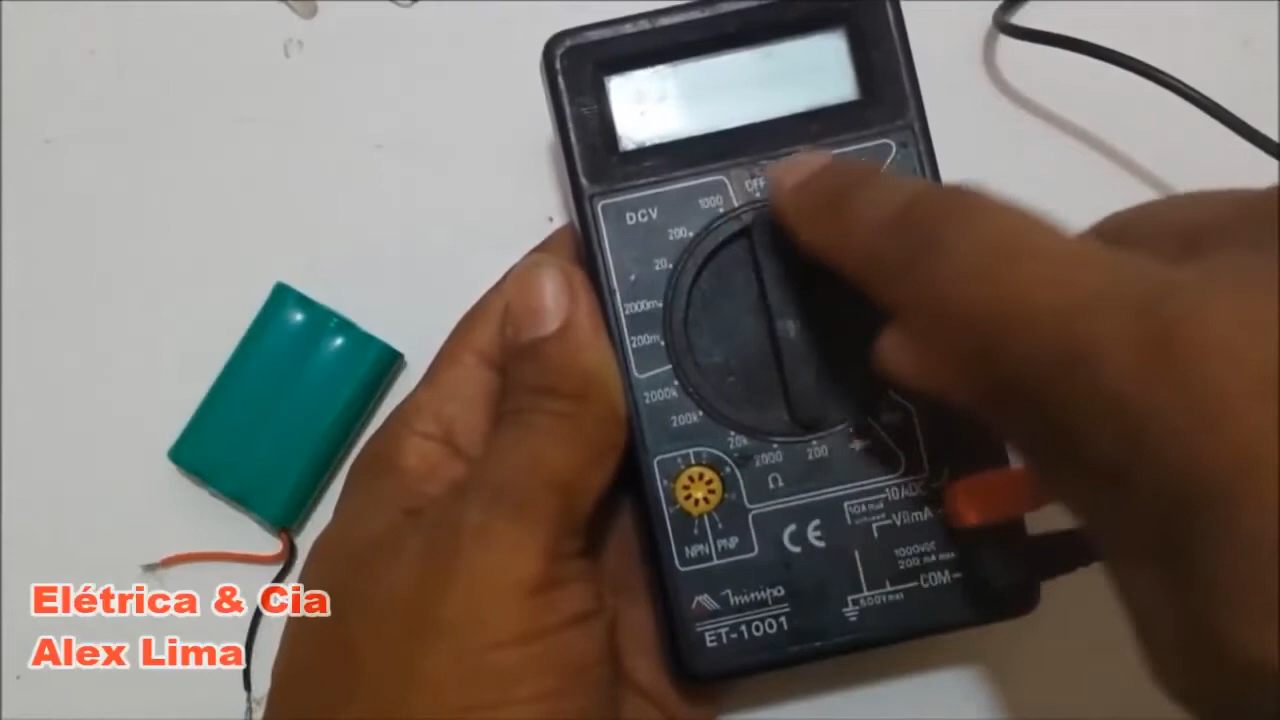 OFF
DCV
1000
200
20
2000m
200m
2000k
200k
20k
2000
200
Ω
10ADC
VΩmA
1000VDC
200 mA max
COM
600Vmax
NPN
PNP
CE
minipa
ET-1001
Elétrica & Cia
Alex Lima